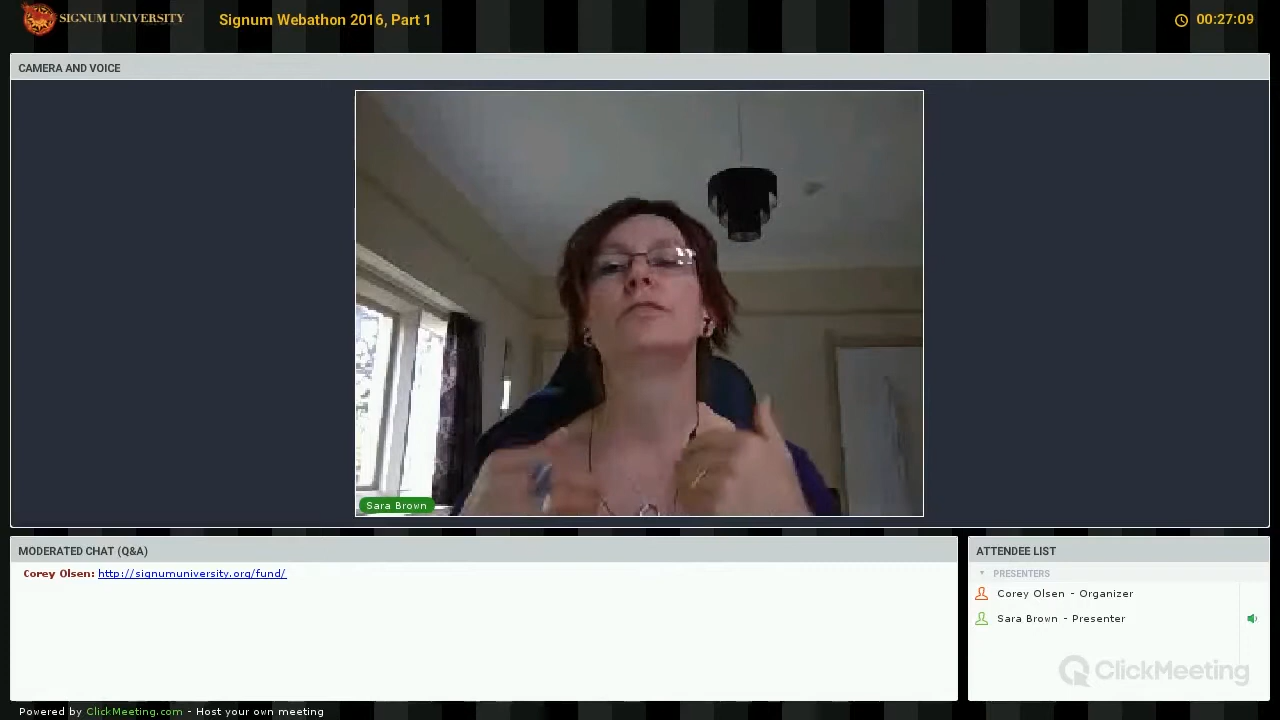 SIGNUM UNIVERSITY
Signum Webathon 2016, Part 1
00:27:09
CAMERA AND VOICE
Sara Brown
MODERATED CHAT (Q&A)
Corey Olsen: http://signumuniversity.org/fund/
ATTENDEE LIST
PRESENTERS
Corey Olsen - Organizer
Sara Brown - Presenter
ClickMeeting
Powered by ClickMeeting.com - Host your own meeting